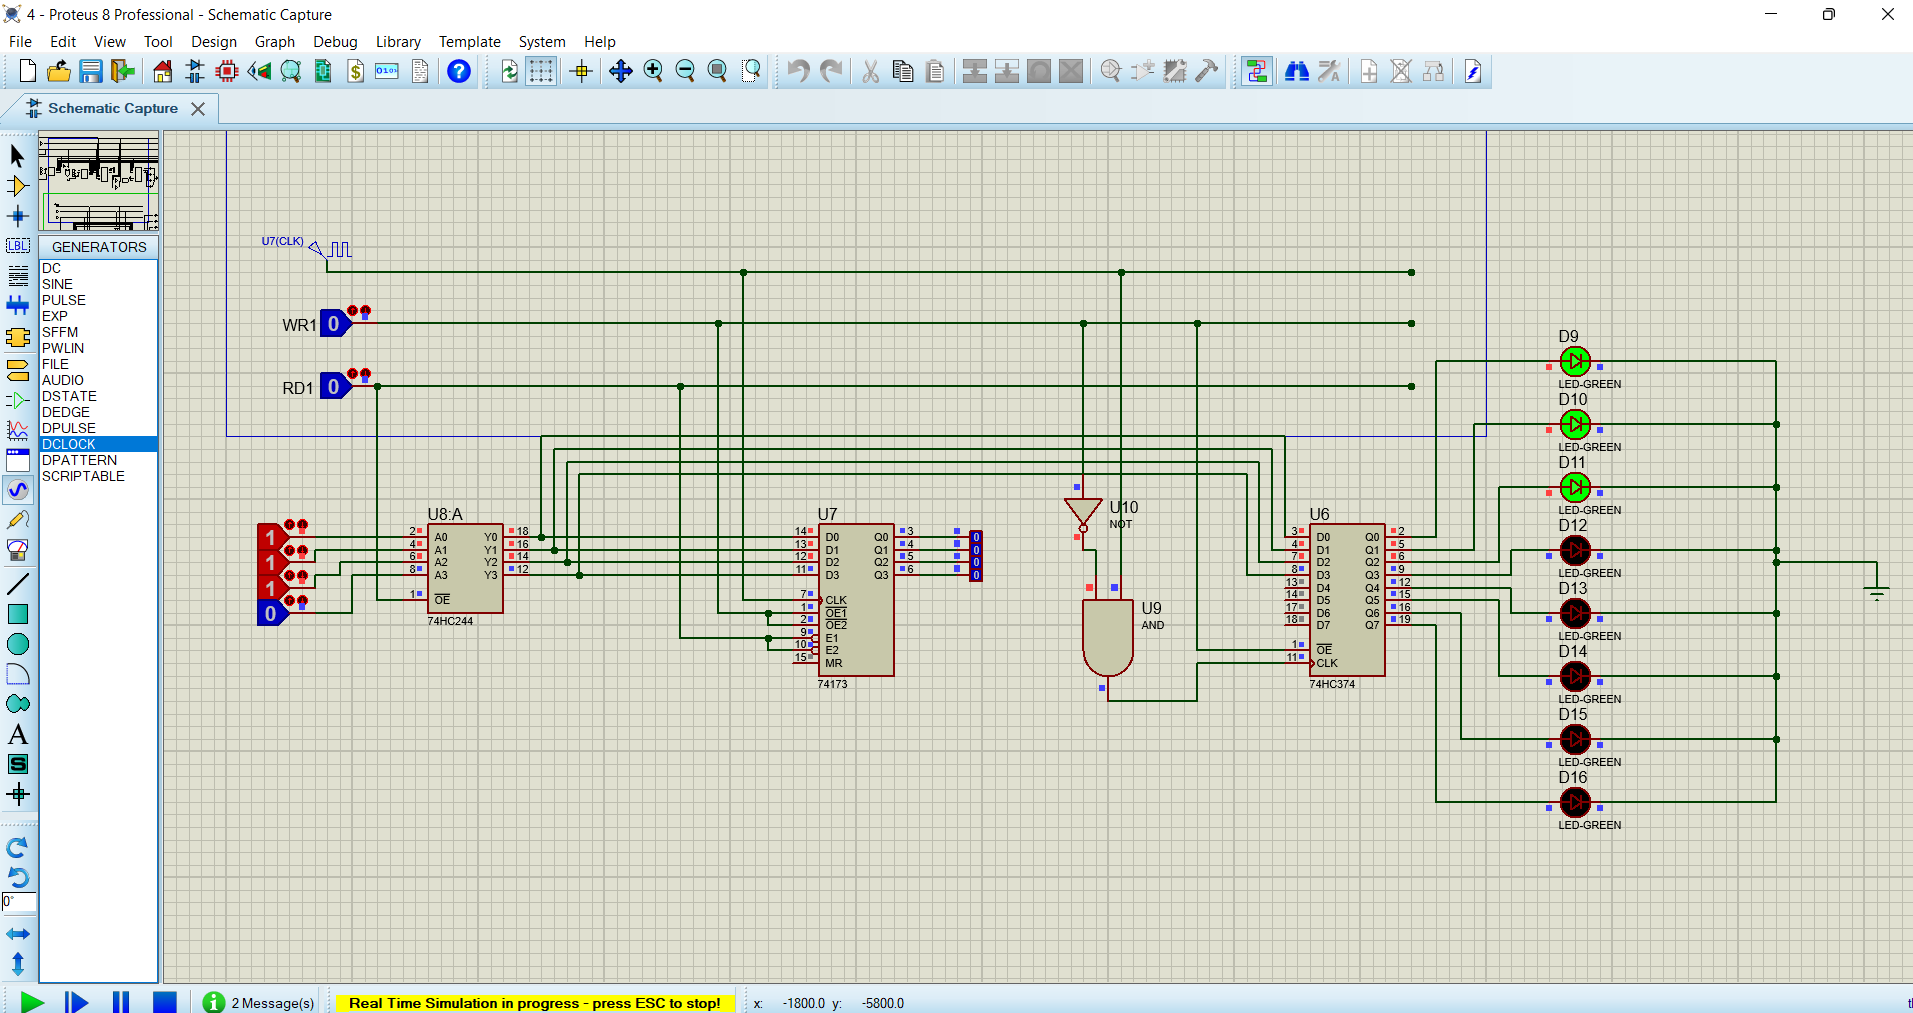 4 - Proteus 8 Professional - Schematic Capture
File Edit View Tool Design Graph Debug Library Template System Help
Schematic Capture
GENERATORS
DC
SINE
PULSE
EXP
SFFM
PWLIN
FILE
AUDIO
DSTATE
DEDGE
DPULSE
DCLOCK
DPATTERN
SCRIPTABLE
LBL
A
S
0°
U7(CLK)
WR1 0
RD1 0
1
1
1
0
U8:A
2 A0 Y0 18
4 A1 Y1 16
6 A2 Y2 14
8 A3 Y3 12
1 OE
74HC244
U7
14 D0 Q0 3 0
13 D1 Q1 4 0
12 D2 Q2 5 0
11 D3 Q3 6 0
7 CLK
1 OE1
2 OE2
9 E1
10 E2
15 MR
74173
U10
NOT
U9
AND
U6
3 D0 Q0 2
4 D1 Q1 5
7 D2 Q2 6
8 D3 Q3 9
13 D4 Q4 12
14 D5 Q5 15
17 D6 Q6 16
18 D7 Q7 19
1 OE
11 CLK
74HC374
D9
LED-GREEN
D10
LED-GREEN
D11
LED-GREEN
D12
LED-GREEN
D13
LED-GREEN
D14
LED-GREEN
D15
LED-GREEN
D16
LED-GREEN
2 Message(s) Real Time Simulation in progress - press ESC to stop! x: -1800.0 y: -5800.0